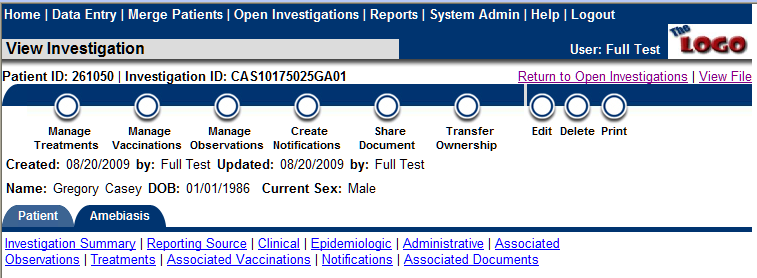 Home | Data Entry | Merge Patients | Open Investigations | Reports | System Admin | Help | Logout
View Investigation
User: Full Test
The LOGO
Patient ID: 261050 | Investigation ID: CAS10175025GA01
Return to Open Investigations | View File
Manage Treatments
Manage Vaccinations
Manage Observations
Create Notifications
Share Document
Transfer Ownership
Edit
Delete
Print
Created: 08/20/2009 by: Full Test Updated: 08/20/2009 by: Full Test
Name: Gregory Casey DOB: 01/01/1986 Current Sex: Male
Patient
Amebiasis
Investigation Summary | Reporting Source | Clinical | Epidemiologic | Administrative | Associated
Observations | Treatments | Associated Vaccinations | Notifications | Associated Documents